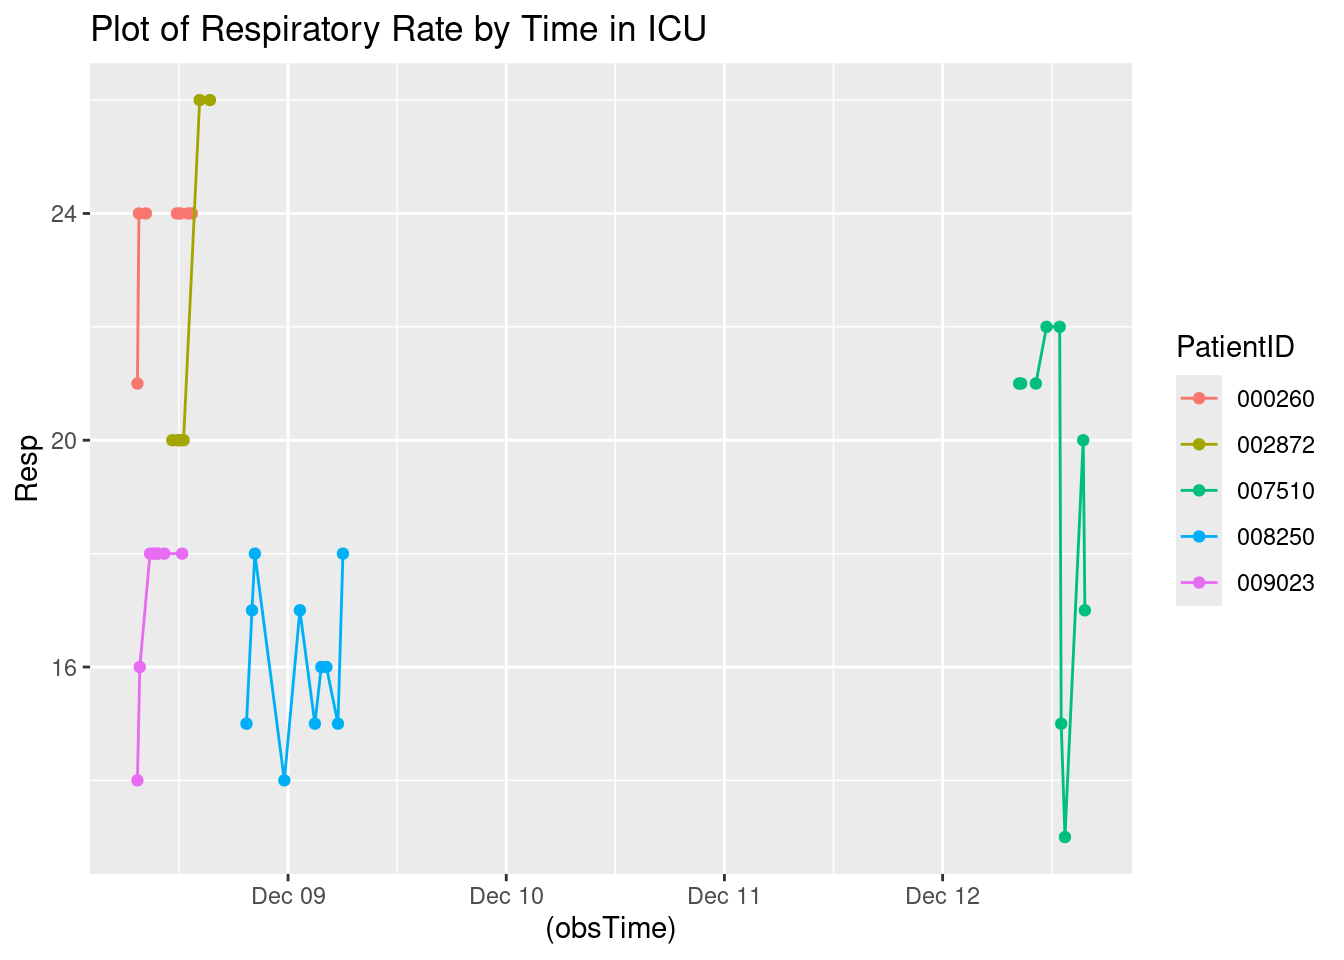 Plot of Respiratory Rate by Time in ICU
24
20
16
Resp
Dec 09
Dec 10
Dec 11
Dec 12
(obsTime)
PatientID
000260
002872
007510
008250
009023